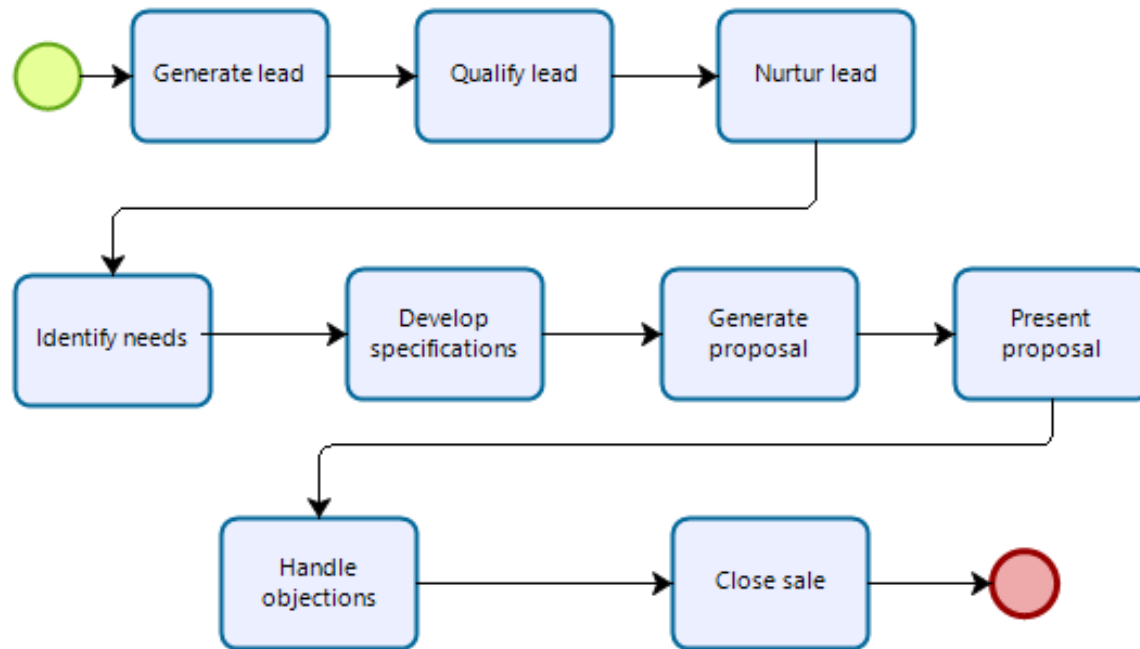 Generate lead
Qualify lead
Nurtur lead
Identify needs
Develop
specifications
Generate
proposal
Present
proposal
Handle
objections
Close sale